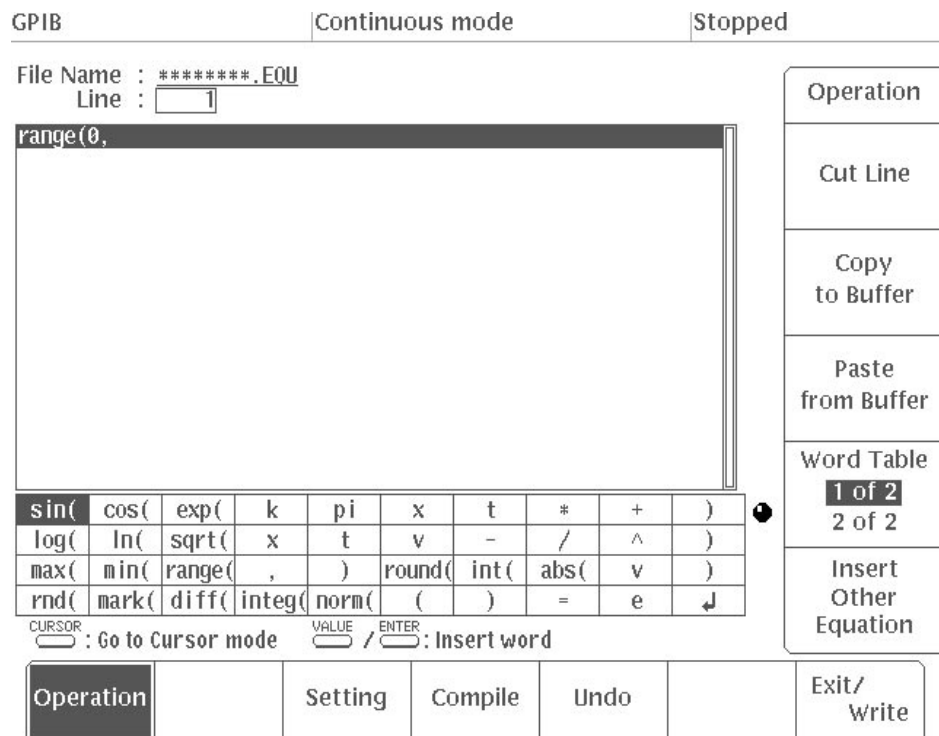 GPIB Continuous mode Stopped
File Name : ********.EQU
Line : 1
range(0,
sin( cos( exp( k pi x t * + )
log( ln( sqrt( x t v - / ^ )
max( min( range( , ) round( int( abs( v )
rnd( mark( diff( integ( norm( ( ) = e ↲
CURSOR : Go to Cursor mode VALUE / ENTER : Insert word
Operation
Cut Line
Copy
to Buffer
Paste
from Buffer
Word Table
1 of 2
2 of 2
Insert
Other
Equation
Operation Setting Compile Undo Exit/
Write